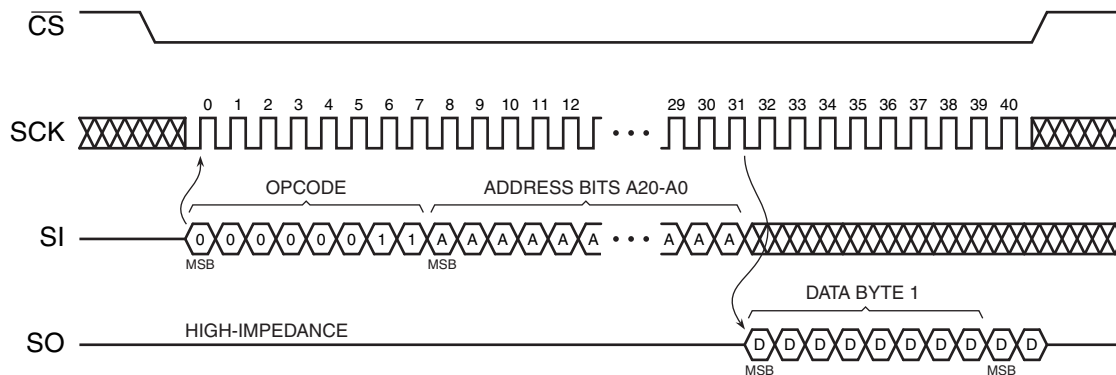 CS
0 1 2 3 4 5 6 7 8 9 10 11 12 29 30 31 32 33 34 35 36 37 38 39 40
SCK
OPCODE ADDRESS BITS A20-A0
SI 0 0 0 0 0 0 1 1 A A A A A A A A A
MSB MSB
DATA BYTE 1
HIGH-IMPEDANCE
SO D D D D D D D D D D
MSB MSB